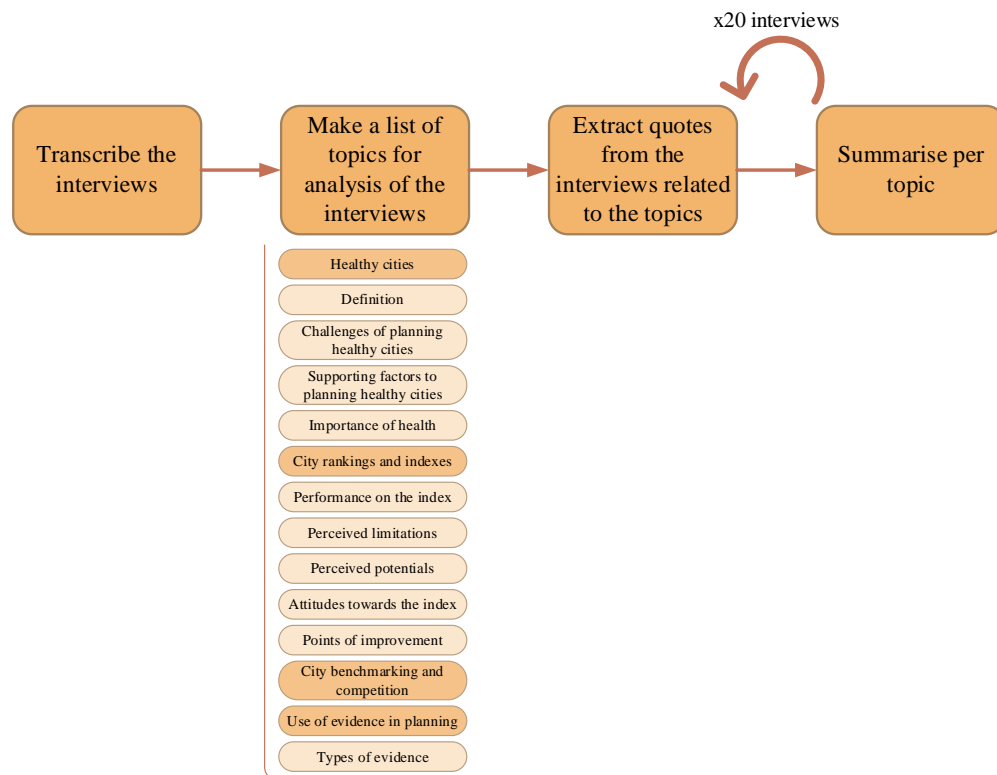 x20 interviews
Transcribe the
interviews
Make a list of
topics for
analysis of the
interviews
Extract quotes
from the
interviews related
to the topics
Summarise per
topic
Healthy cities
Definition
Challenges of planning
healthy cities
Supporting factors to
planning healthy cities
Importance of health
City rankings and indexes
Performance on the index
Perceived limitations
Perceived potentials
Attitudes towards the index
Points of improvement
City benchmarking and
competition
Use of evidence in planning
Types of evidence